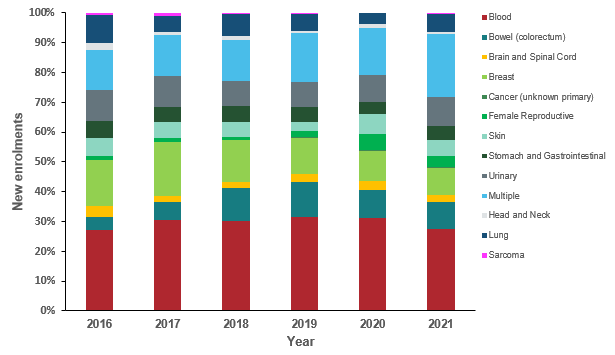 100%
90%
80%
70%
60%
50%
40%
30%
20%
10%
0%
New enrolments
2016 2017 2018 2019 2020 2021
Year
Blood
Bowel (colorectum)
Brain and Spinal Cord
Breast
Cancer (unknown primary)
Female Reproductive
Skin
Stomach and Gastrointestinal
Urinary
Multiple
Head and Neck
Lung
Sarcoma